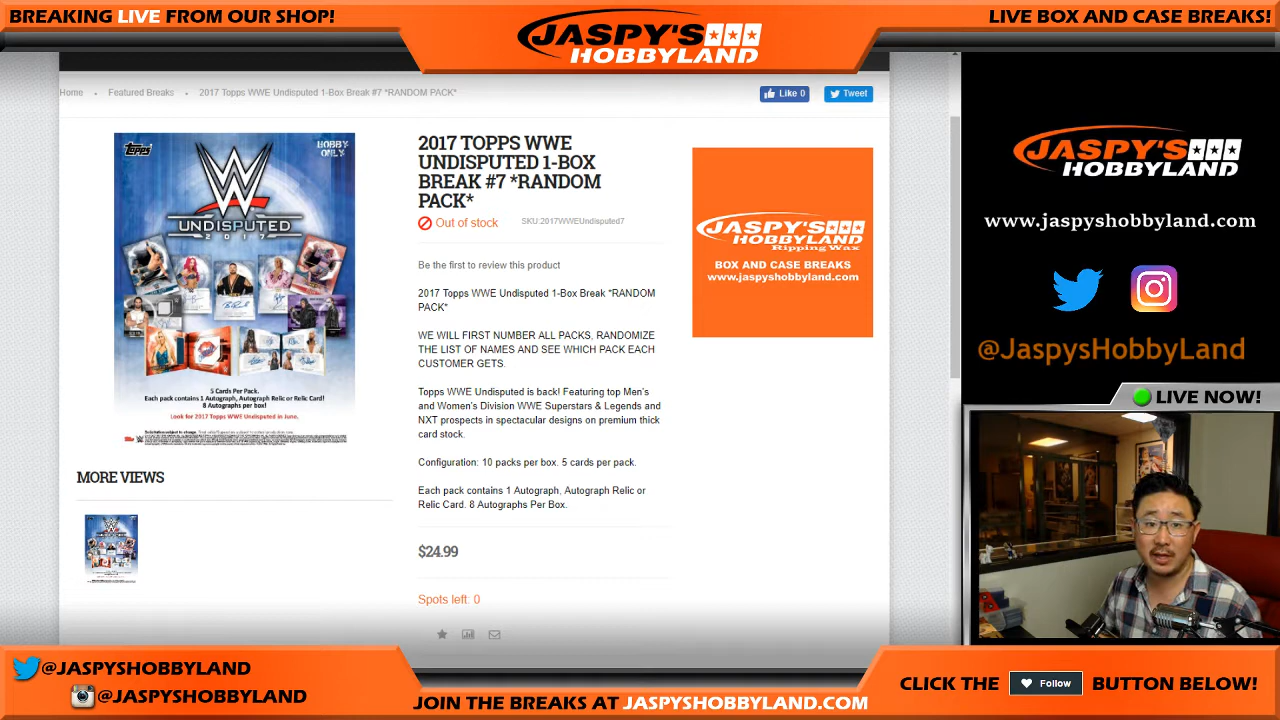 BREAKING LIVE FROM OUR SHOP!
JASPY'S
HOBBYLAND
LIVE BOX AND CASE BREAKS!
Home
Featured Breaks
2017 Topps WWE Undisputed 1-Box Break #7 *RANDOM PACK*
Like 0
Tweet
topps
HOBBY
ONLY
W
UNDISPUTED
2017
5 Cards Per Pack.
Each pack contains 1 Autograph, Autograph Relic or Relic Card!
8 Autographs per box!
Look for 2017 Topps WWE Undisputed in June.
MORE VIEWS
2017 TOPPS WWE
UNDISPUTED 1-BOX
BREAK #7 *RANDOM
PACK*
Out of stock
SKU:2017WWEUndisputed7
Be the first to review this product
2017 Topps WWE Undisputed 1-Box Break *RANDOM
PACK*
WE WILL FIRST NUMBER ALL PACKS, RANDOMIZE
THE LIST OF NAMES AND SEE WHICH PACK EACH
CUSTOMER GETS.
Topps WWE Undisputed is back! Featuring top Men's
and Women's Division WWE Superstars & Legends and
NXT prospects in spectacular designs on premium thick
card stock.
Configuration: 10 packs per box. 5 cards per pack.
Each pack contains 1 Autograph, Autograph Relic or
Relic Card. 8 Autographs Per Box.
$24.99
Spots left: 0
JASPY'S
HOBBYLAND
Ripping Wax
BOX AND CASE BREAKS
www.jaspyshobbyland.com
JASPY'S
HOBBYLAND
www.jaspyshobbyland.com
@JaspysHobbyLand
LIVE NOW!
@JASPYSHOBBYLAND
@JASPYSHOBBYLAND
JOIN THE BREAKS AT JASPYSHOBBYLAND.COM
CLICK THE Follow BUTTON BELOW!